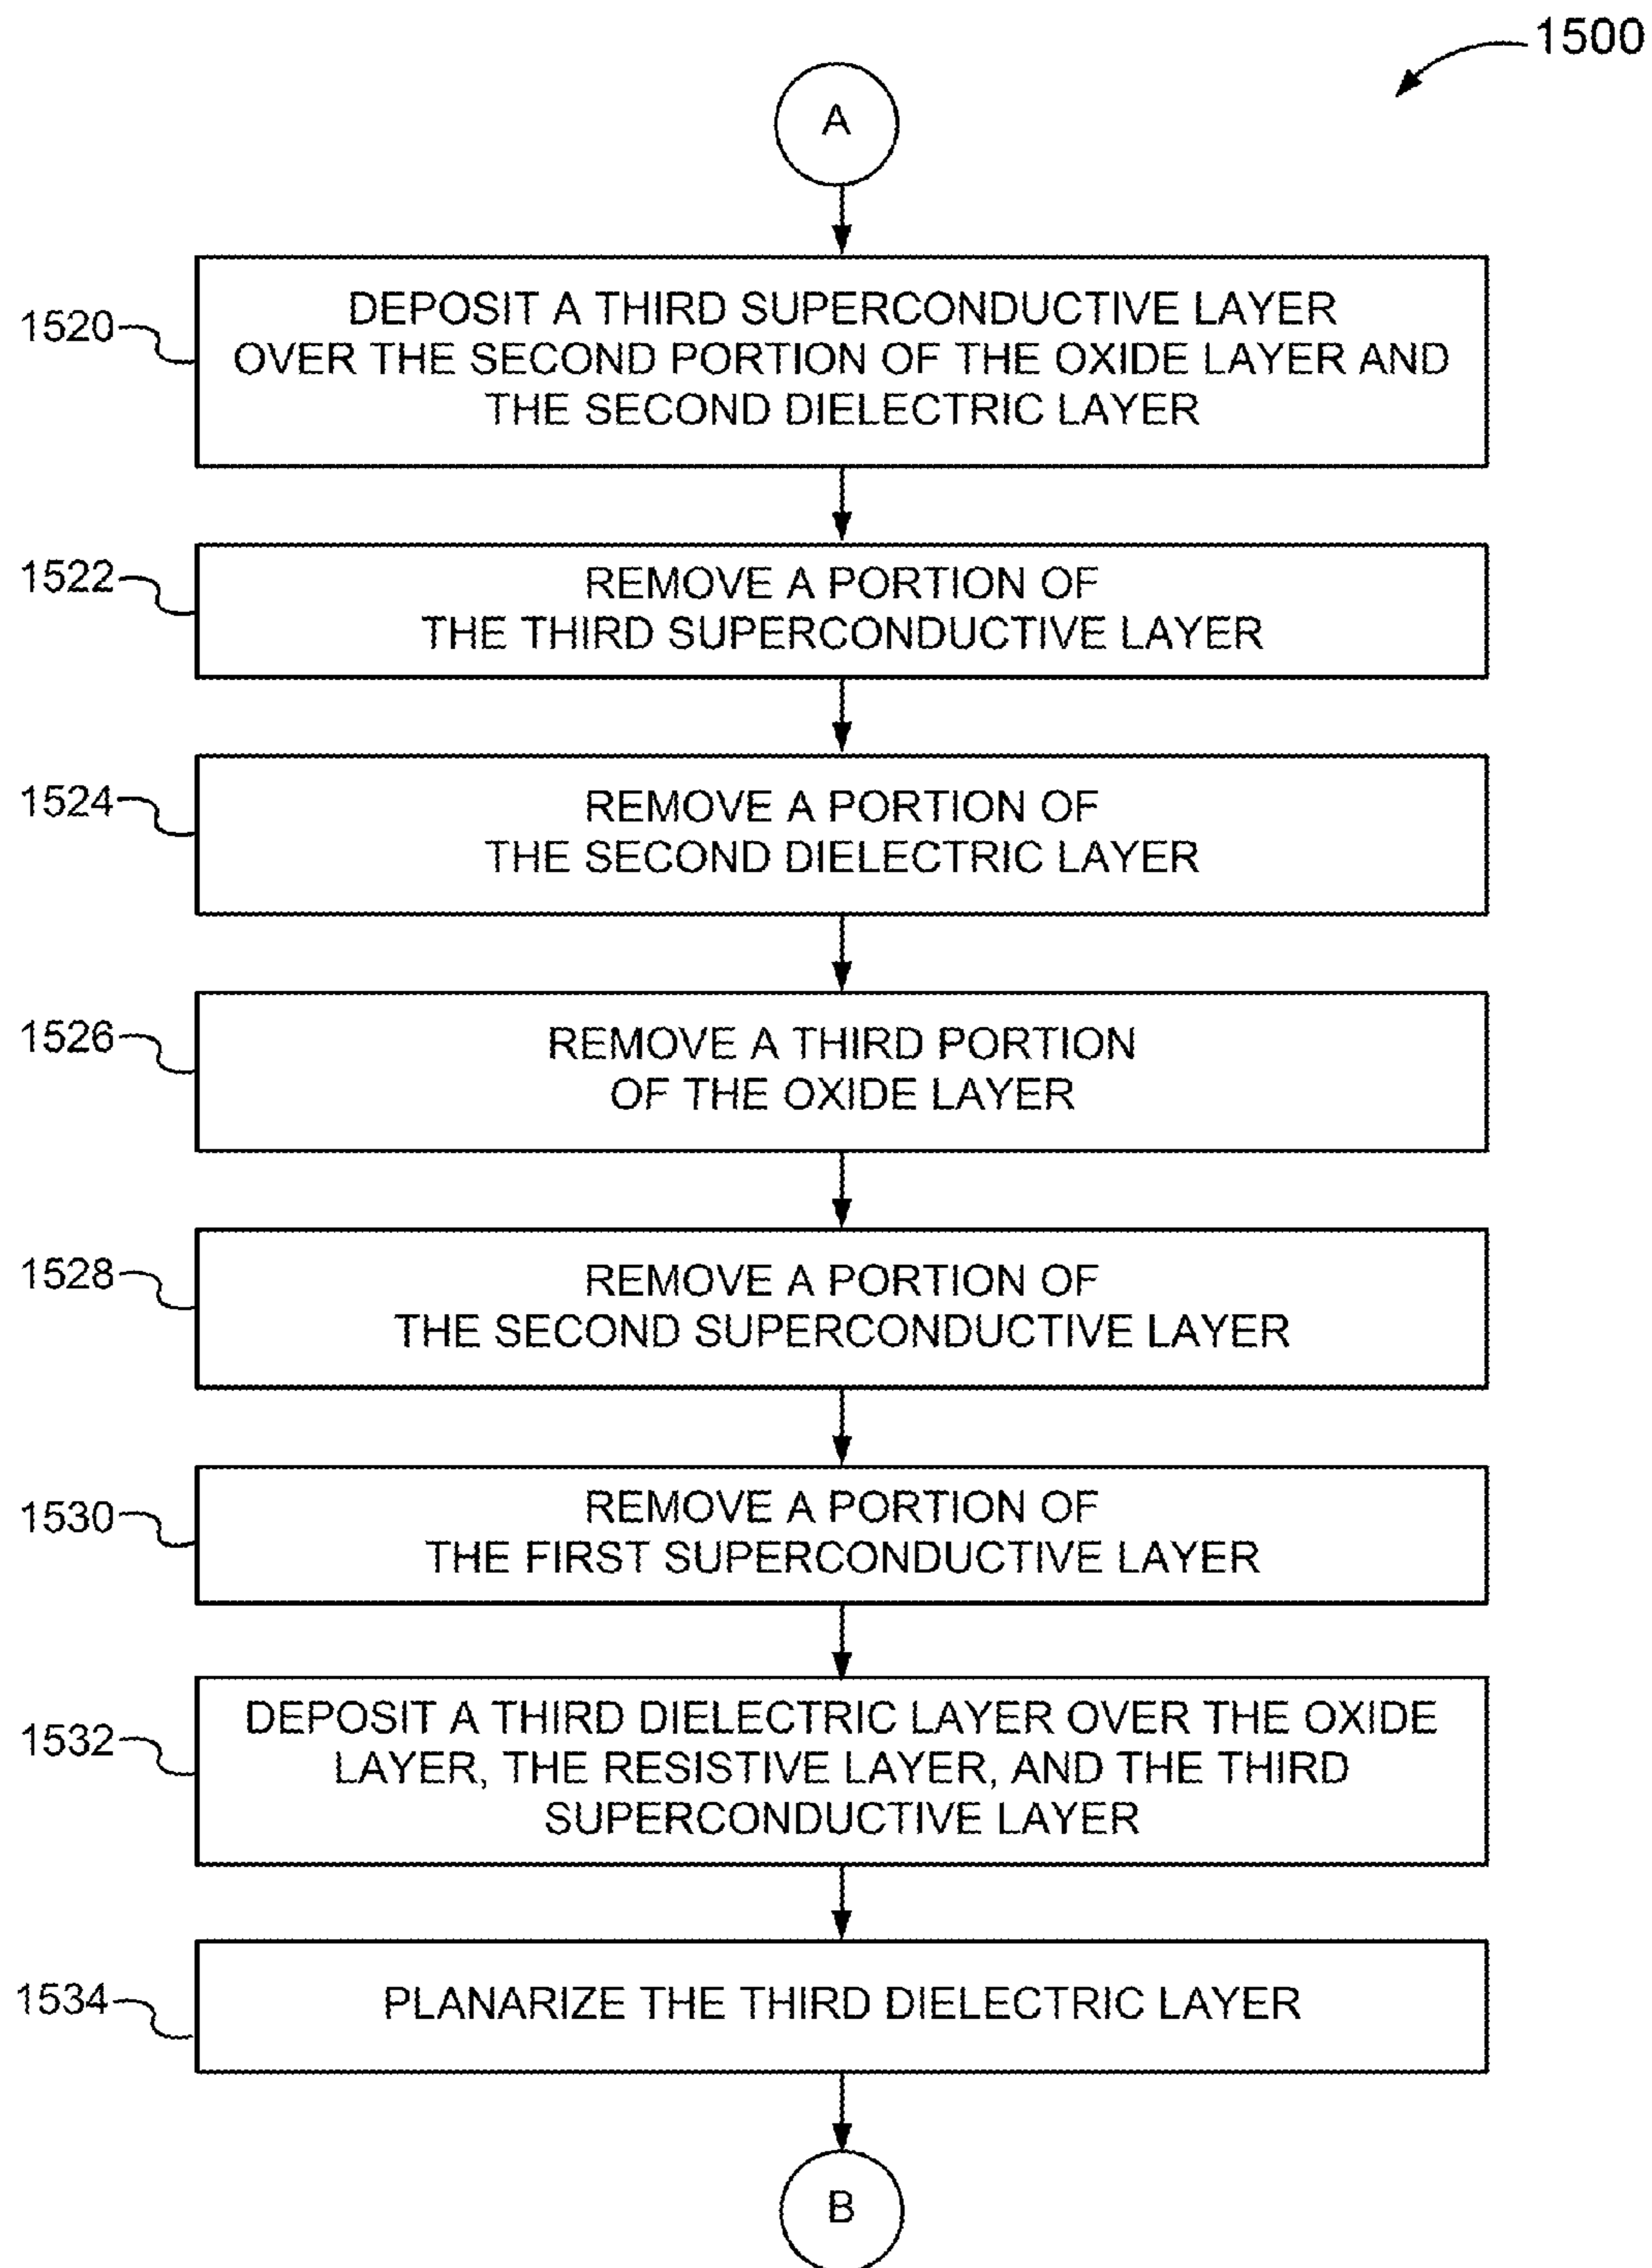 1500
A
1520
DEPOSIT A THIRD SUPERCONDUCTIVE LAYER
OVER THE SECOND PORTION OF THE OXIDE LAYER AND
THE SECOND DIELECTRIC LAYER
1522
REMOVE A PORTION OF
THE THIRD SUPERCONDUCTIVE LAYER
1524
REMOVE A PORTION OF
THE SECOND DIELECTRIC LAYER
1526
REMOVE A THIRD PORTION
OF THE OXIDE LAYER
1528
REMOVE A PORTION OF
THE SECOND SUPERCONDUCTIVE LAYER
1530
REMOVE A PORTION OF
THE FIRST SUPERCONDUCTIVE LAYER
1532
DEPOSIT A THIRD DIELECTRIC LAYER OVER THE OXIDE
LAYER, THE RESISTIVE LAYER, AND THE THIRD
SUPERCONDUCTIVE LAYER
1534
PLANARIZE THE THIRD DIELECTRIC LAYER
B